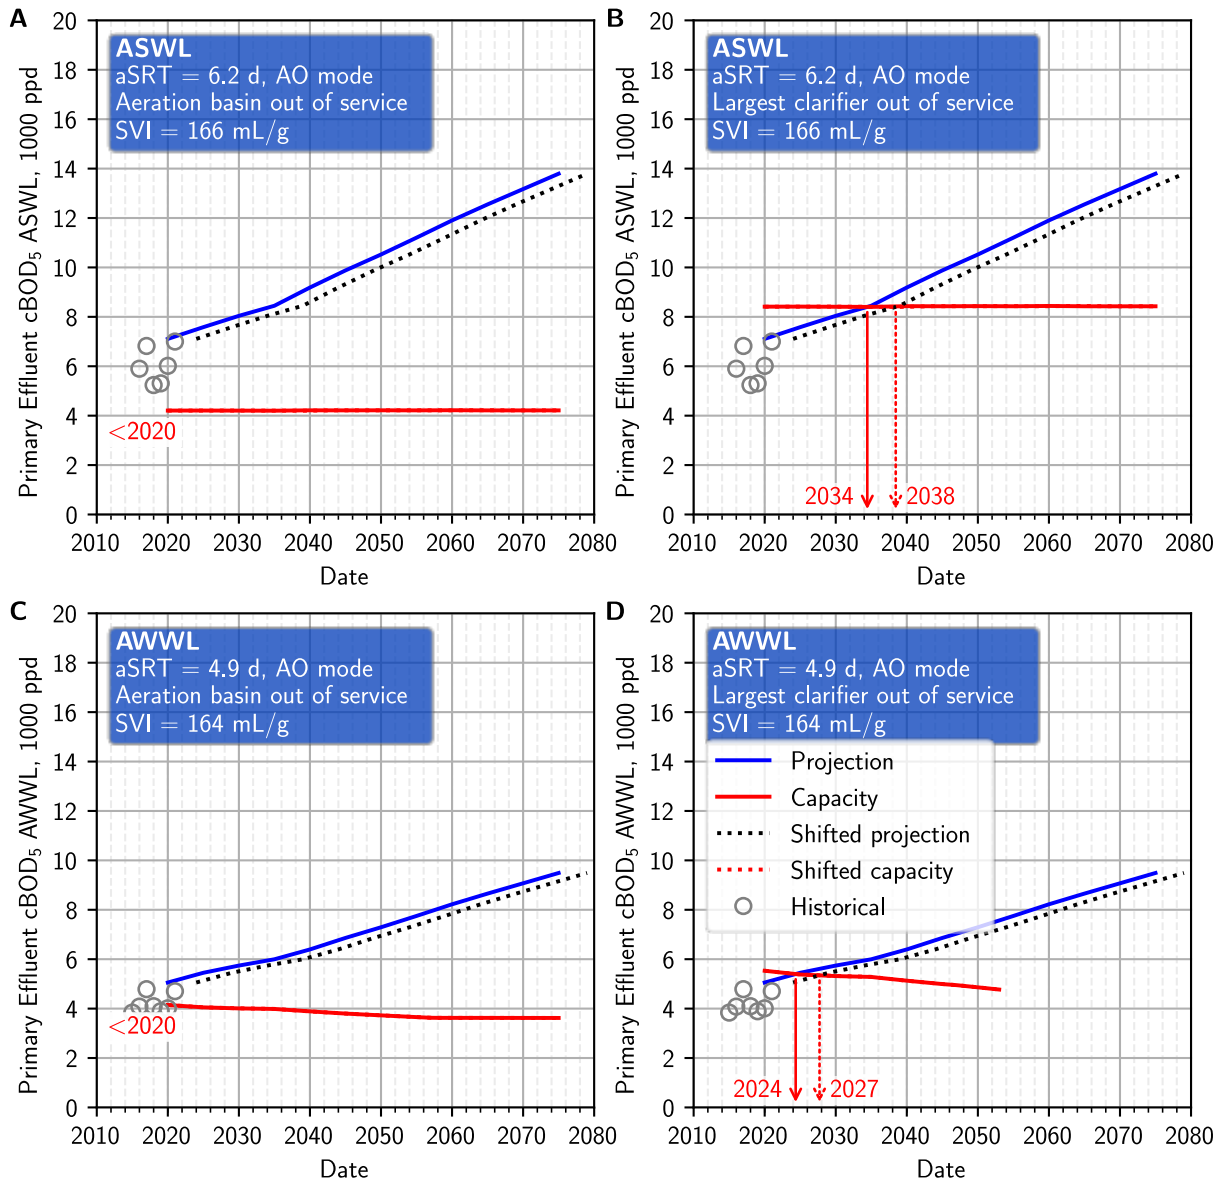 A
ASWL
aSRT = 6.2 d, AO mode
Aeration basin out of service
SVI = 166 mL/g
Primary Effluent cBOD₅ ASWL, 1000 ppd
20
18
16
14
12
10
8
6
4
2
0
<2020
2010 2020 2030 2040 2050 2060 2070 2080
Date
B
ASWL
aSRT = 6.2 d, AO mode
Largest clarifier out of service
SVI = 166 mL/g
Primary Effluent cBOD₅ ASWL, 1000 ppd
20
18
16
14
12
10
8
6
4
2
0
2034 2038
2010 2020 2030 2040 2050 2060 2070 2080
Date
C
AWWL
aSRT = 4.9 d, AO mode
Aeration basin out of service
SVI = 164 mL/g
Primary Effluent cBOD₅ AWWL, 1000 ppd
20
18
16
14
12
10
8
6
4
2
0
<2020
2010 2020 2030 2040 2050 2060 2070 2080
Date
D
AWWL
aSRT = 4.9 d, AO mode
Largest clarifier out of service
SVI = 164 mL/g
Projection
Capacity
Shifted projection
Shifted capacity
Historical
Primary Effluent cBOD₅ AWWL, 1000 ppd
20
18
16
14
12
10
8
6
4
2
0
2024 2027
2010 2020 2030 2040 2050 2060 2070 2080
Date